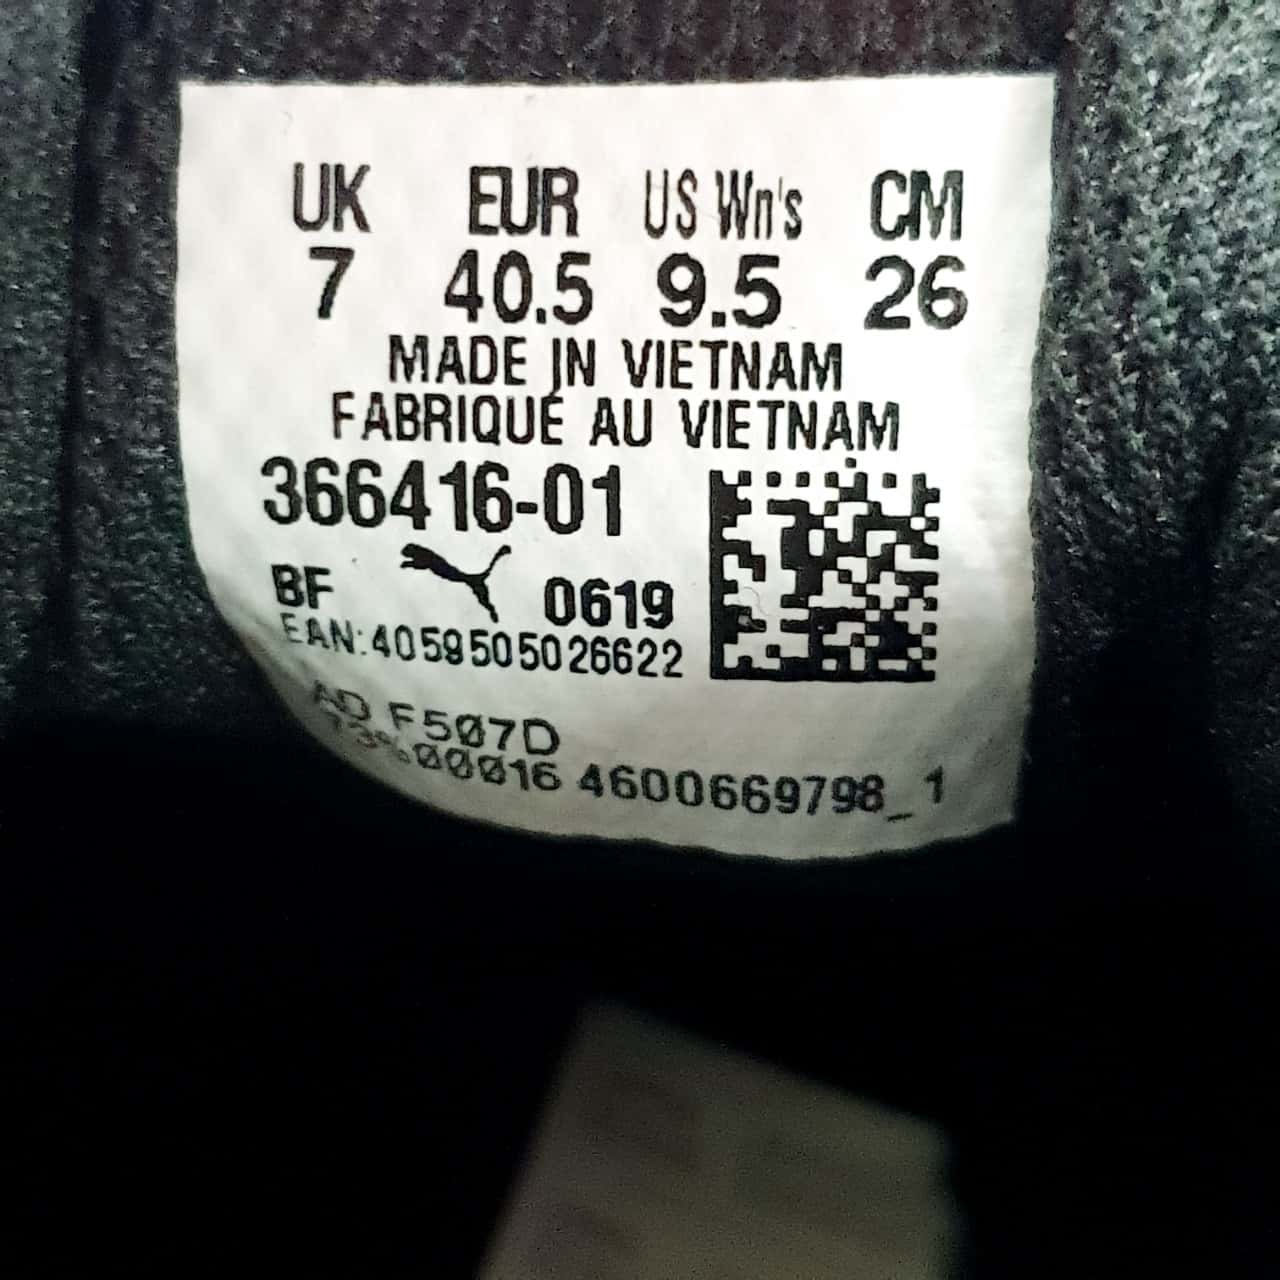 UK EUR US Wn's CM
7 40.5 9.5 26
MADE IN VIETNAM
FABRIQUÉ AU VIETNAM
366416-01
BF 0619
EAN:4059505026622
AD F507D
13%00016 4600669798_1